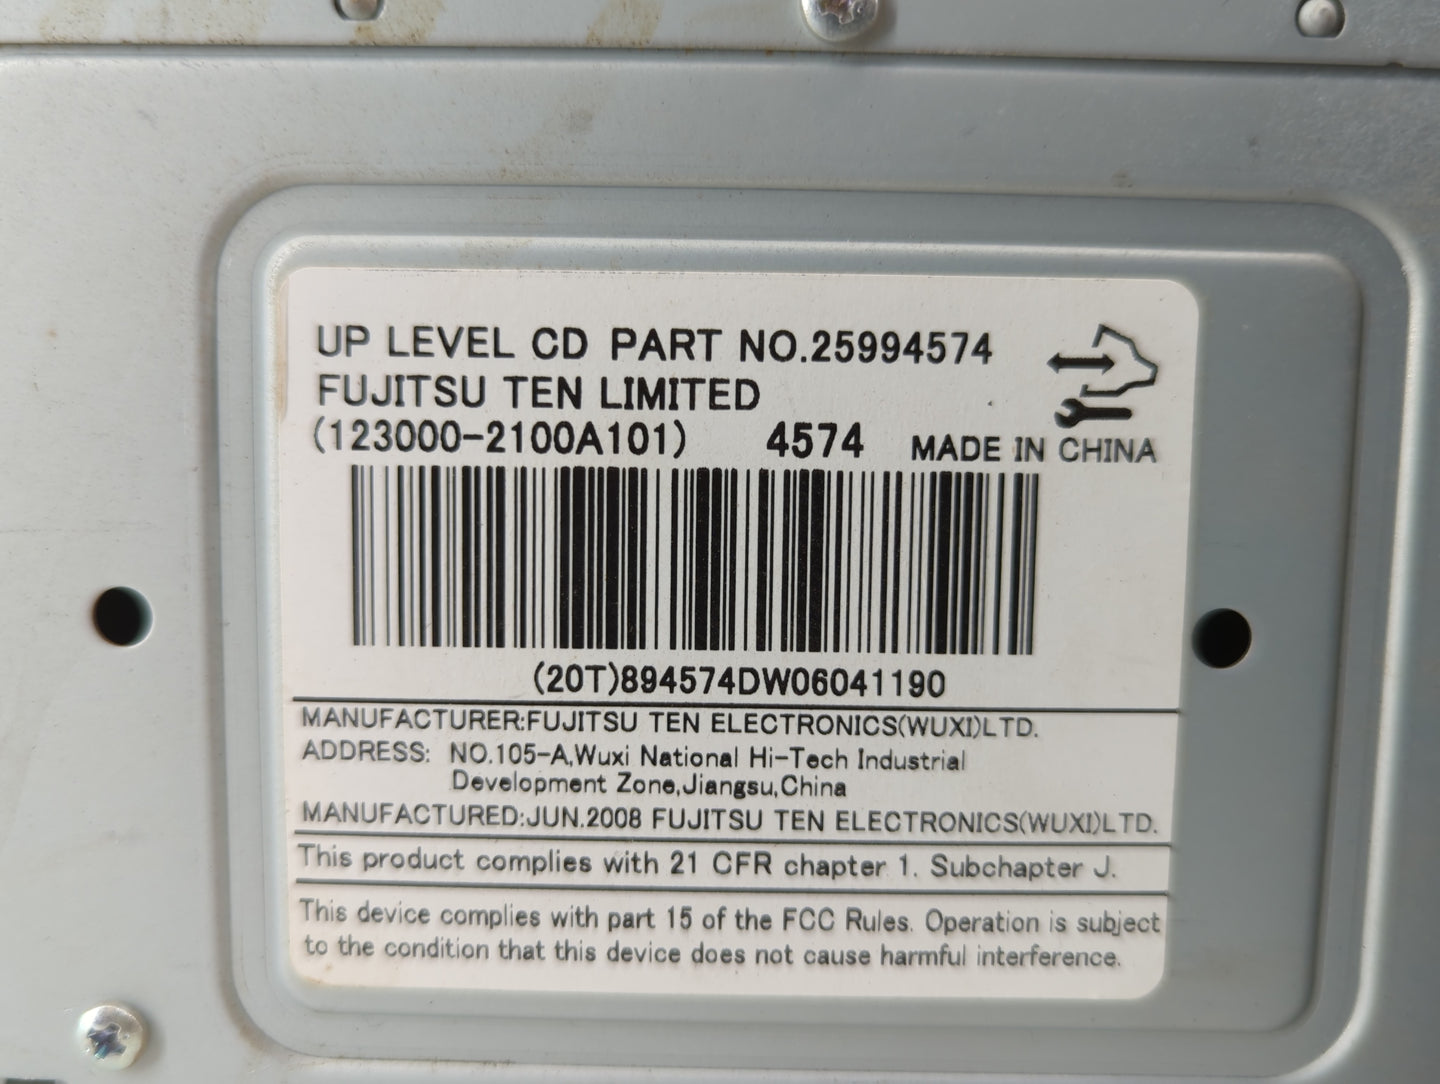 UP LEVEL CD PART NO.25994574
FUJITSU TEN LIMITED
(123000-2100A101) 4574 MADE IN CHINA
(20T)894574DW06041190
MANUFACTURER:FUJITSU TEN ELECTRONICS(WUXI)LTD.
ADDRESS: NO.105-A,Wuxi National Hi-Tech Industrial
Development Zone,Jiangsu,China
MANUFACTURED:JUN.2008 FUJITSU TEN ELECTRONICS(WUXI)LTD.
This product complies with 21 CFR chapter 1. Subchapter J.
This device complies with part 15 of the FCC Rules. Operation is subject
to the condition that this device does not cause harmful interference.